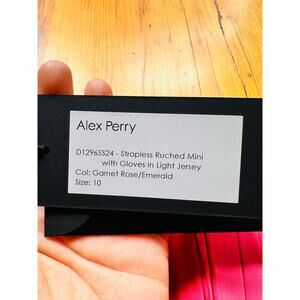 Alex Perry
D1296SS24 - Strapless Ruched Mini
with Gloves in Light Jersey
Col: Garnet Rose/Emerald
Size: 10